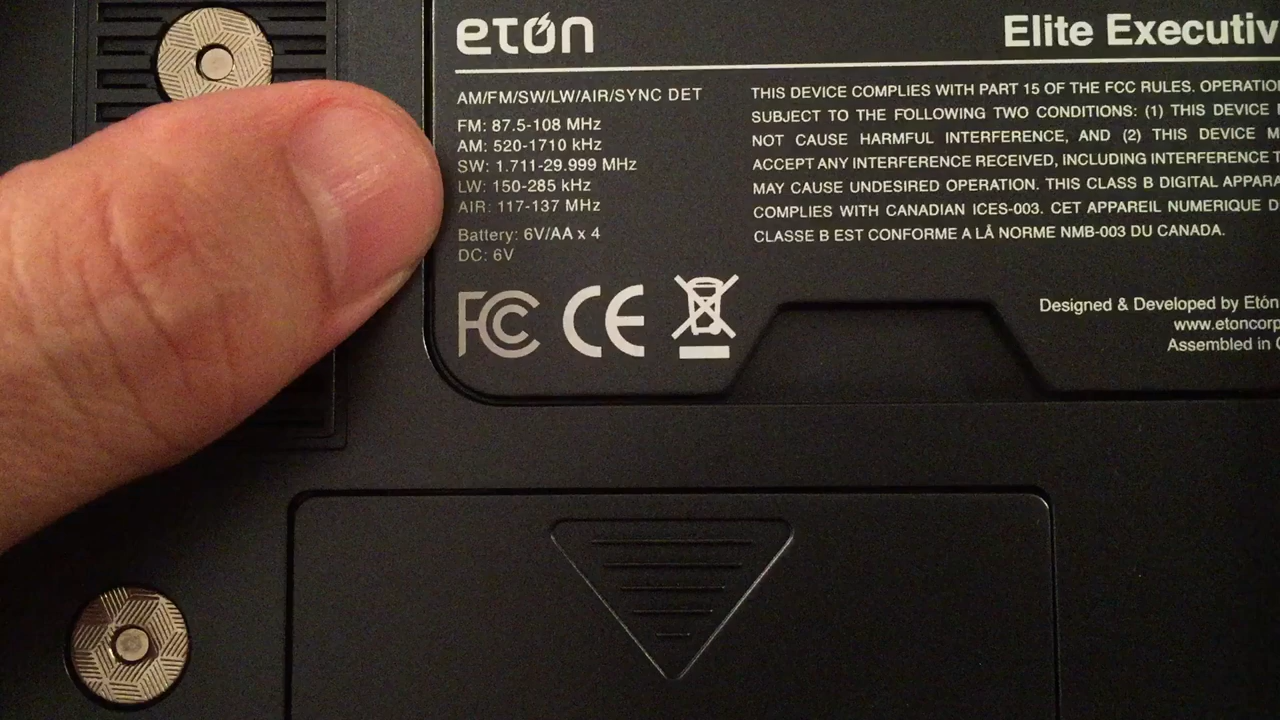 etón
Elite Executiv
AM/FM/SW/LW/AIR/SYNC DET
FM: 87.5-108 MHz
AM: 520-1710 kHz
SW: 1.711-29.999 MHz
LW: 150-285 kHz
AIR: 117-137 MHz
Battery: 6V/AA x 4
DC: 6V
FC CE
THIS DEVICE COMPLIES WITH PART 15 OF THE FCC RULES. OPERATIO
SUBJECT TO THE FOLLOWING TWO CONDITIONS: (1) THIS DEVICE
NOT CAUSE HARMFUL INTERFERENCE, AND (2) THIS DEVICE M
ACCEPT ANY INTERFERENCE RECEIVED, INCLUDING INTERFERENCE T
MAY CAUSE UNDESIRED OPERATION. THIS CLASS B DIGITAL APPARA
COMPLIES WITH CANADIAN ICES-003. CET APPAREIL NUMERIQUE D
CLASSE B EST CONFORME A LÅ NORME NMB-003 DU CANADA.
Designed & Developed by Etón
www.etoncorp
Assembled in C